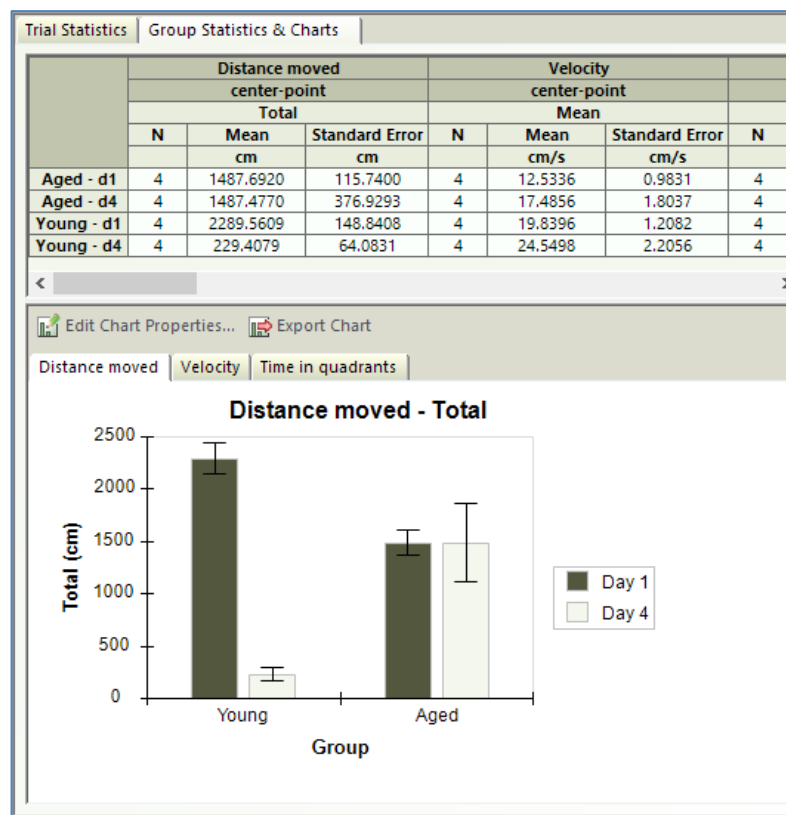 Trial Statistics Group Statistics & Charts
Distance moved Velocity
center-point center-point
Total Mean
N Mean Standard Error N Mean Standard Error N
cm cm cm/s cm/s
Aged - d1 4 1487.6920 115.7400 4 12.5336 0.9831 4
Aged - d4 4 1487.4770 376.9293 4 17.4856 1.8037 4
Young - d1 4 2289.5609 148.8408 4 19.8396 1.2082 4
Young - d4 4 229.4079 64.0831 4 24.5498 2.2056 4
Edit Chart Properties... Export Chart
Distance moved Velocity Time in quadrants
Distance moved - Total
2500
2000
1500
1000
500
0
Total (cm)
Young Aged
Group
Day 1
Day 4